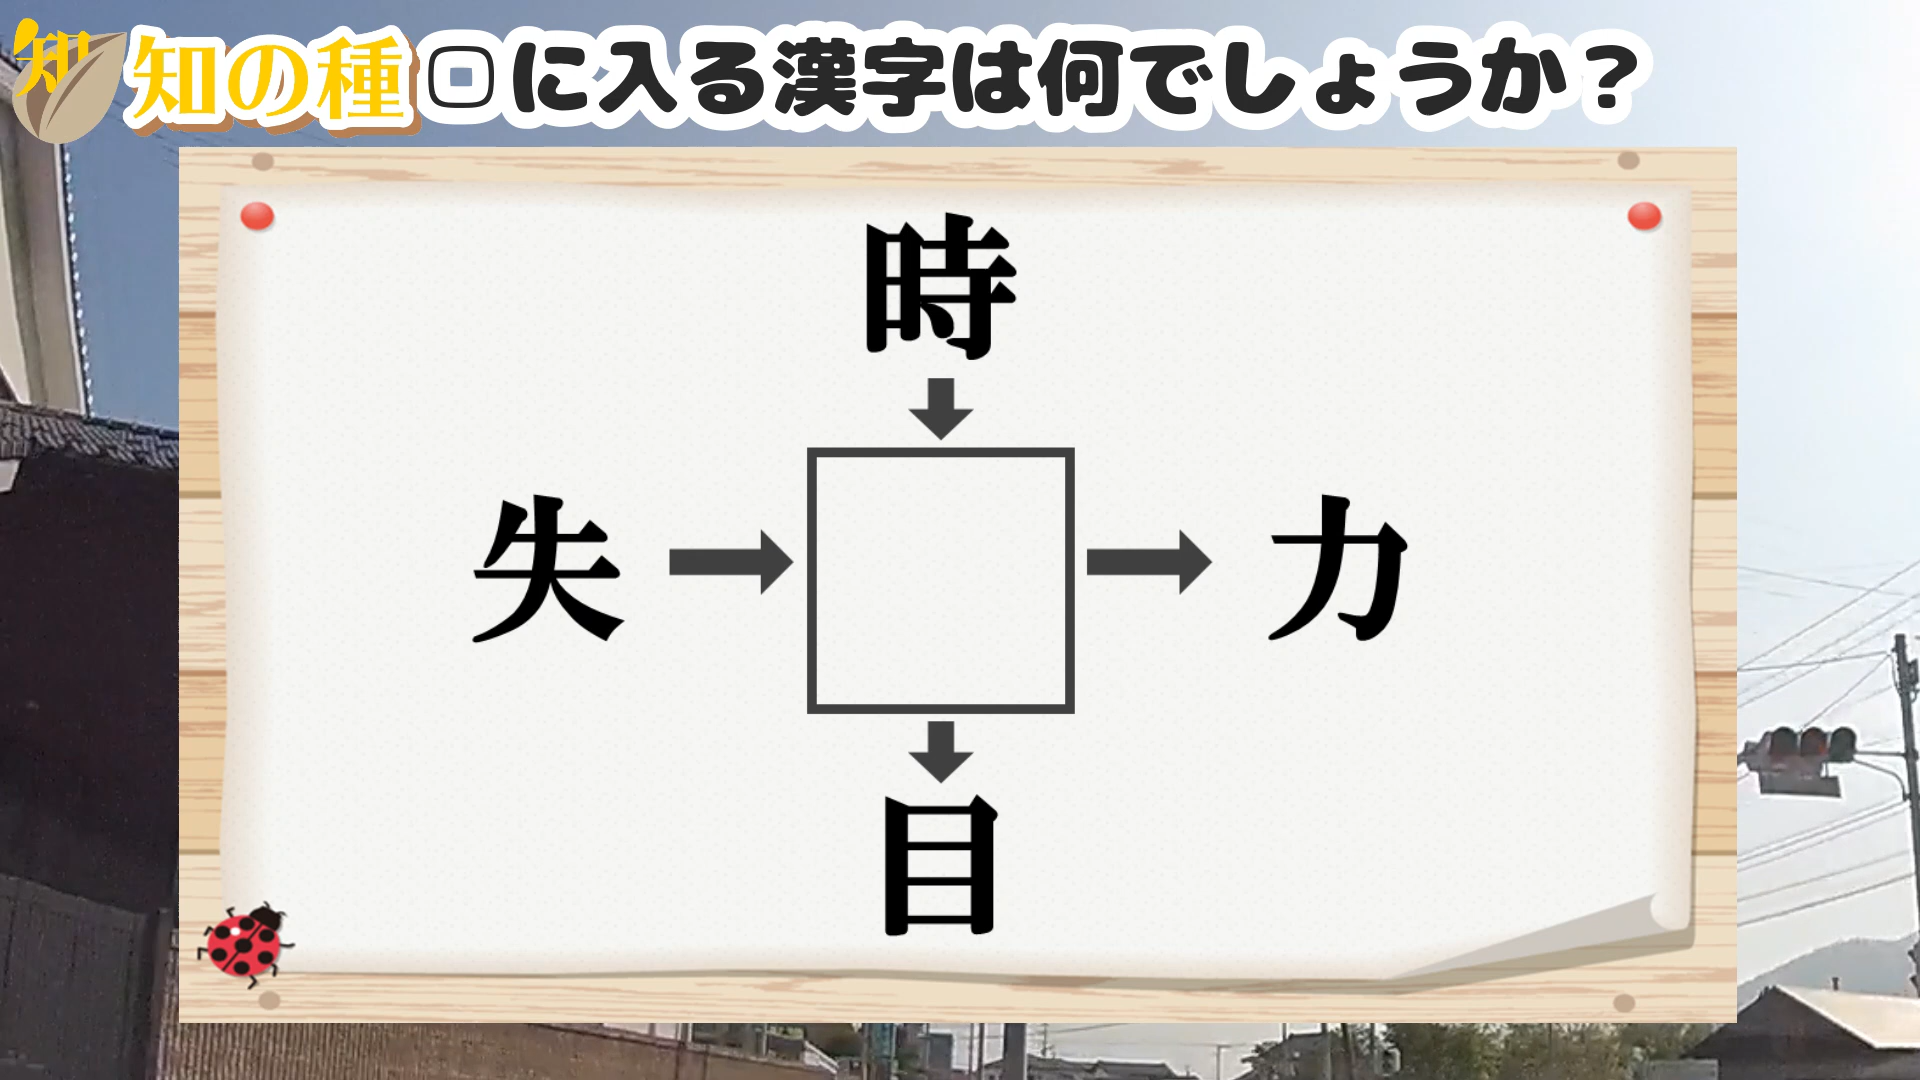 知 知の種 □に入る漢字は何でしょうか？
時
失 → □ → 力
目